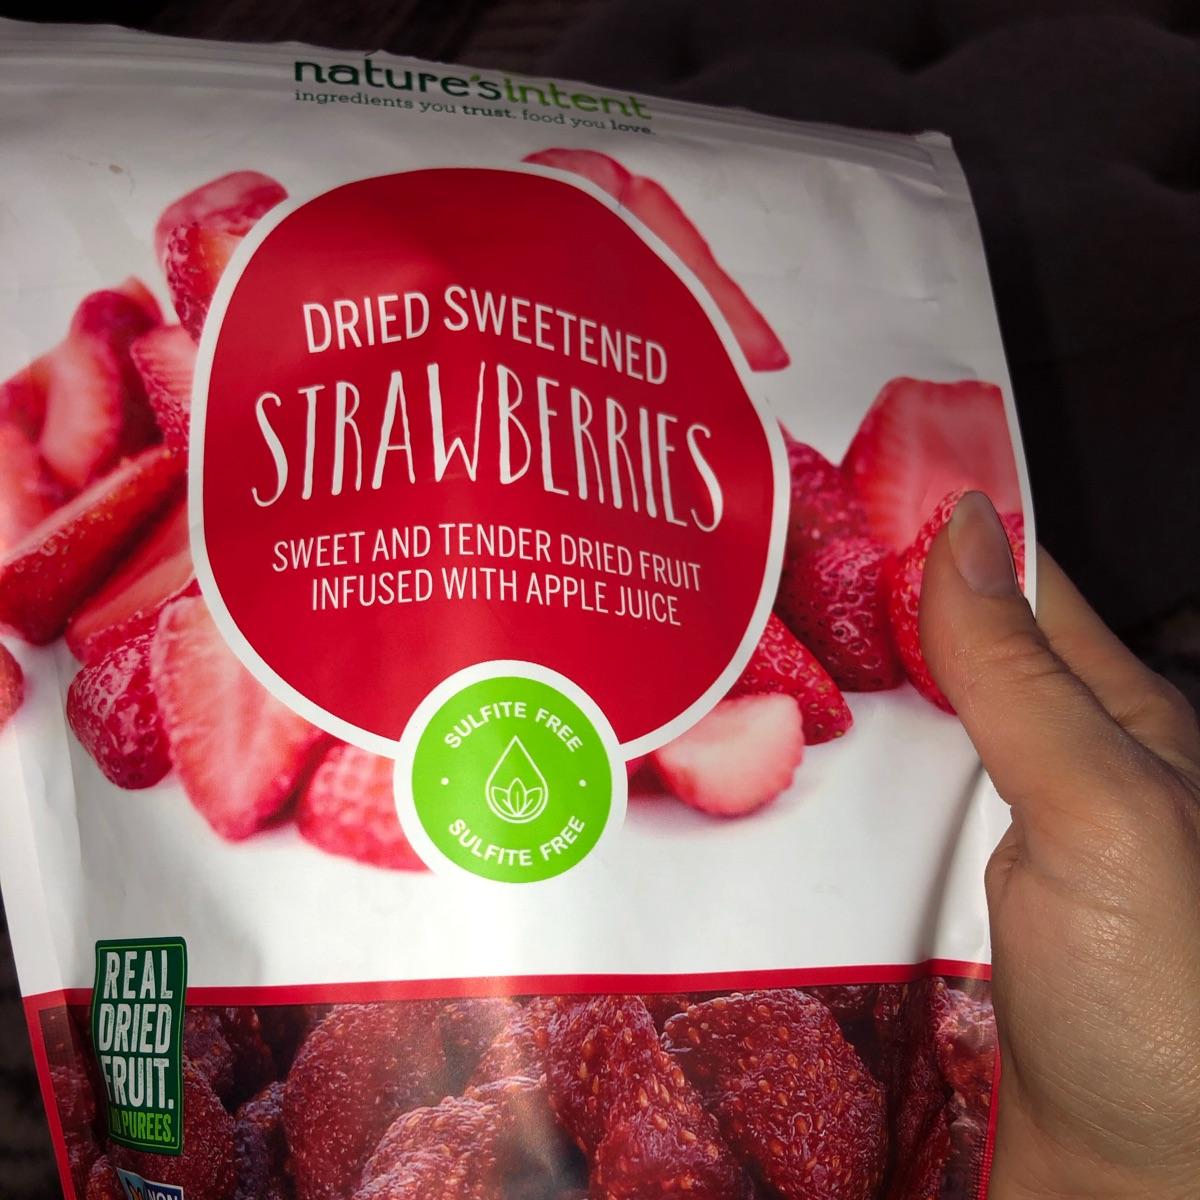 nature'sintent
ingredients you trust. food you love.
DRIED SWEETENED
STRAWBERRIES
SWEET AND TENDER DRIED FRUIT
INFUSED WITH APPLE JUICE
SULFITE FREE
SULFITE FREE
REAL
DRIED
FRUIT.
NO PUREES.
NON